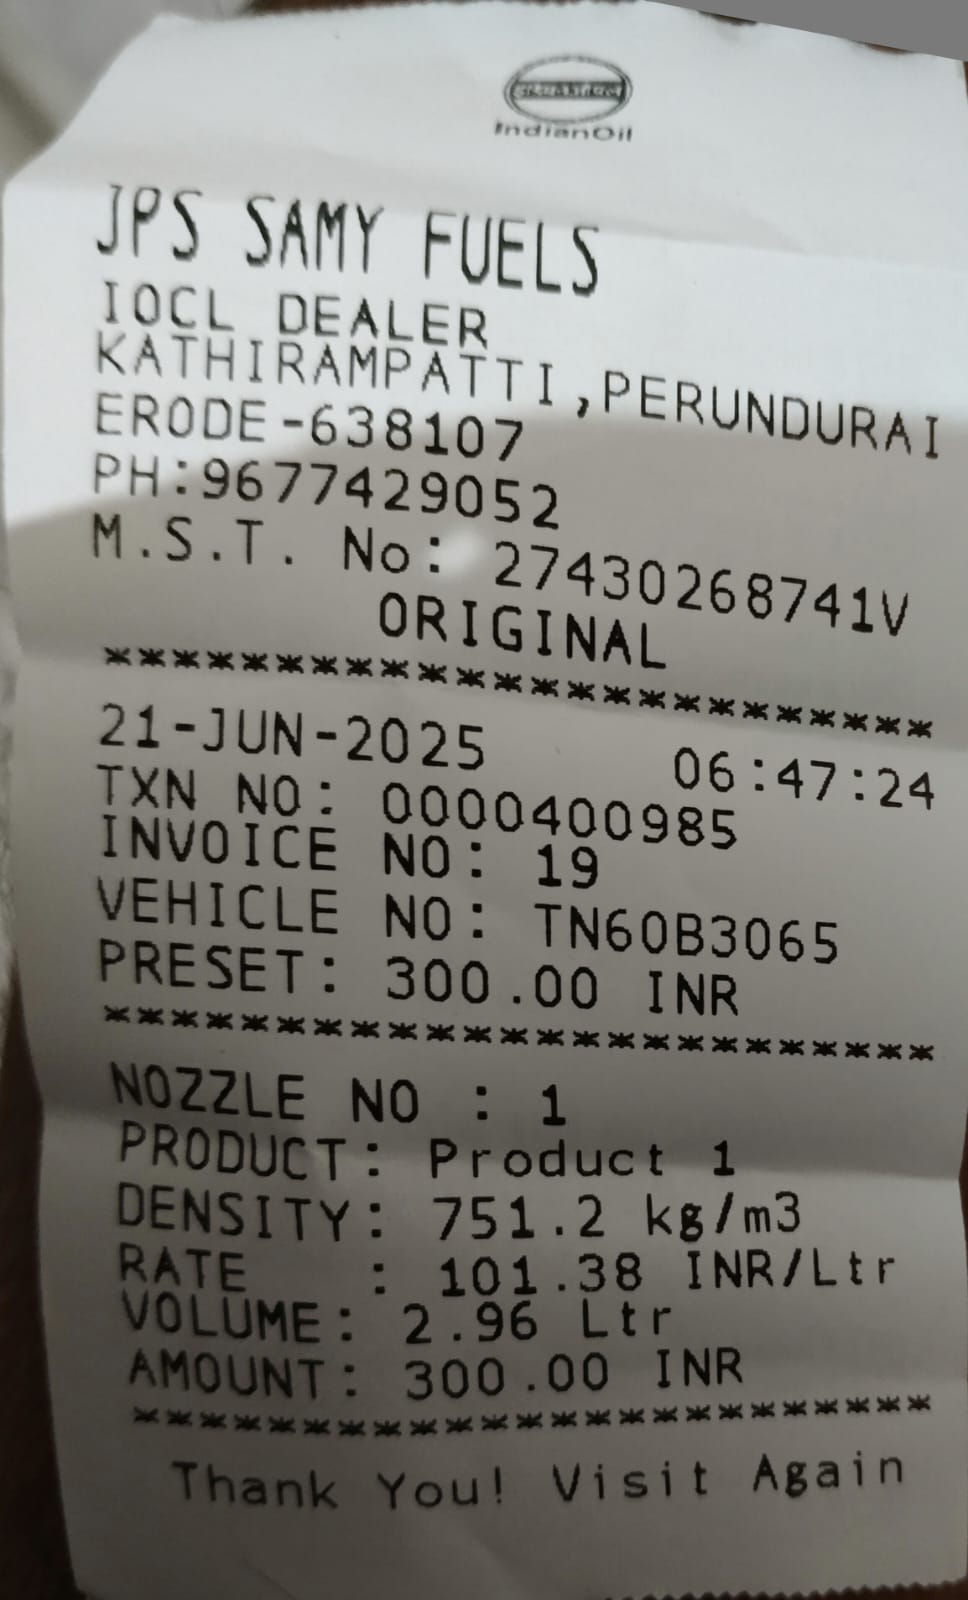 IndianOil
JPS SAMY FUELS
IOCL DEALER
KATHIRAMPATTI,PERUNDURAI
ERODE-638107
PH:9677429052
M.S.T. No: 27430268741V
ORIGINAL
************************
21-JUN-2025 06:47:24
TXN NO: 0000400985
INVOICE NO: 19
VEHICLE NO: TN60B3065
PRESET: 300.00 INR
************************
NOZZLE NO : 1
PRODUCT: Product 1
DENSITY: 751.2 kg/m3
RATE : 101.38 INR/Ltr
VOLUME: 2.96 Ltr
AMOUNT: 300.00 INR
************************
Thank You! Visit Again